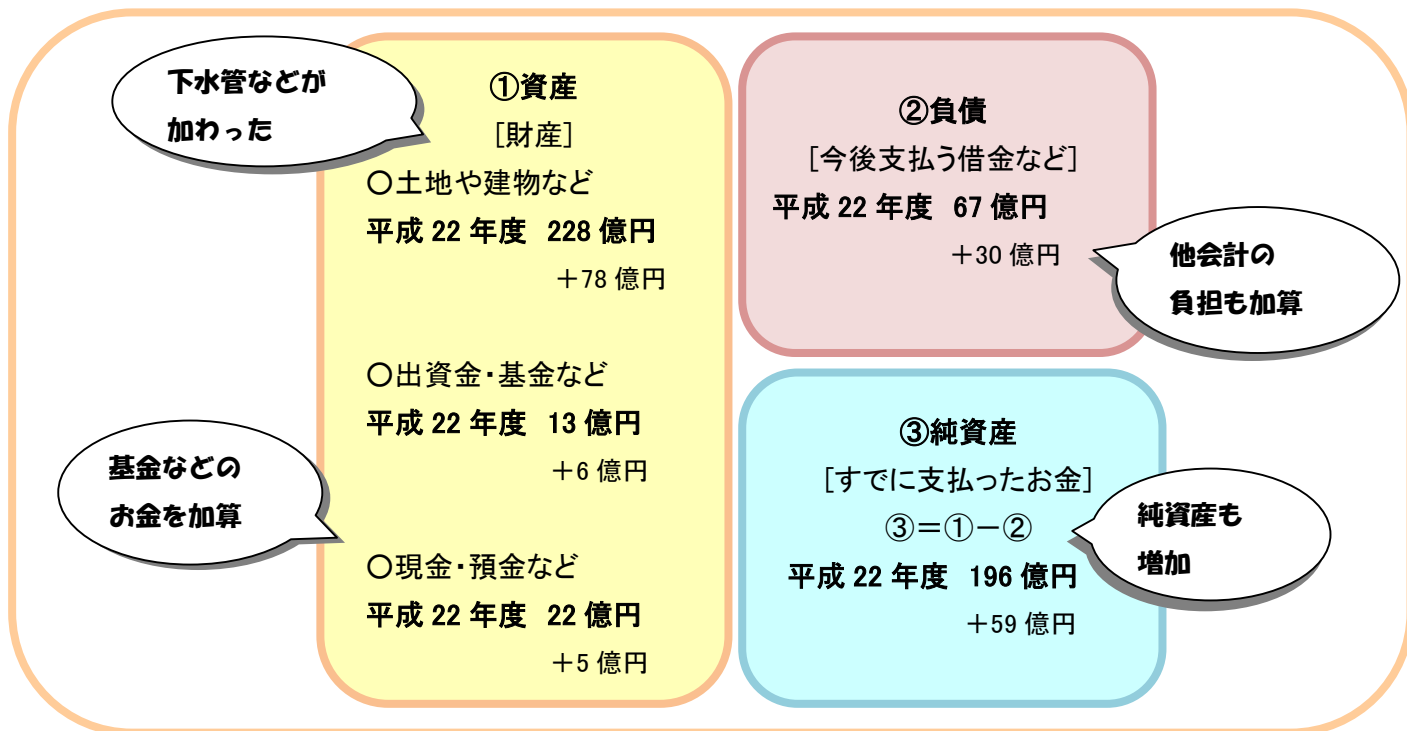 下水管などが
加わった
①資産
[財産]
○土地や建物など
平成 22 年度 228 億円
＋78 億円
○出資金・基金など
平成 22 年度 13 億円
＋6 億円
基金などの
お金を加算
○現金・預金など
平成 22 年度 22 億円
＋5 億円
②負債
[今後支払う借金など]
平成 22 年度 67 億円
＋30 億円
他会計の
負担も加算
③純資産
[すでに支払ったお金]
③＝①－②
平成 22 年度 196 億円
＋59 億円
純資産も
増加